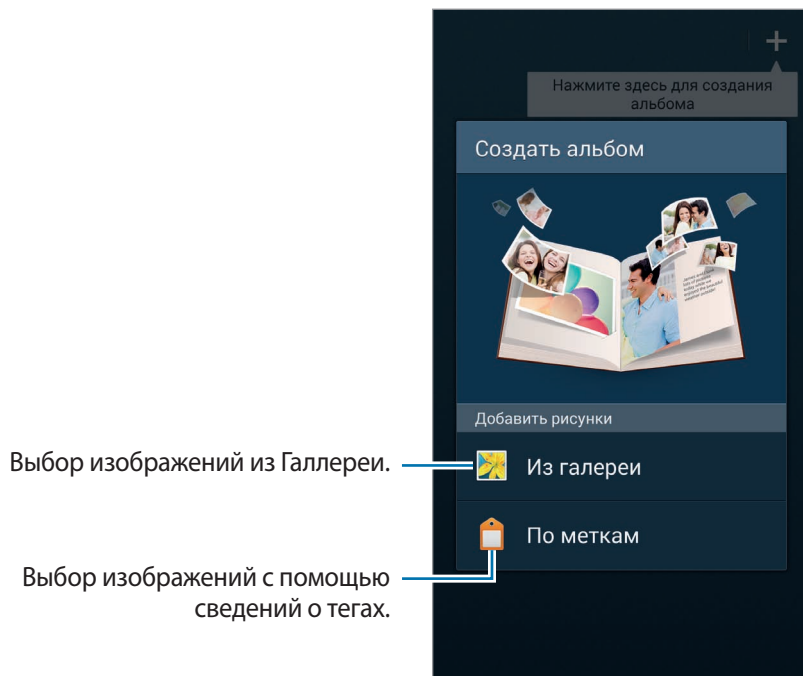 +
Нажмите здесь для создания
альбома
Создать альбом
Добавить рисунки
Выбор изображений из Галлереи.
Из галереи
По меткам
Выбор изображений с помощью
сведений о тегах.